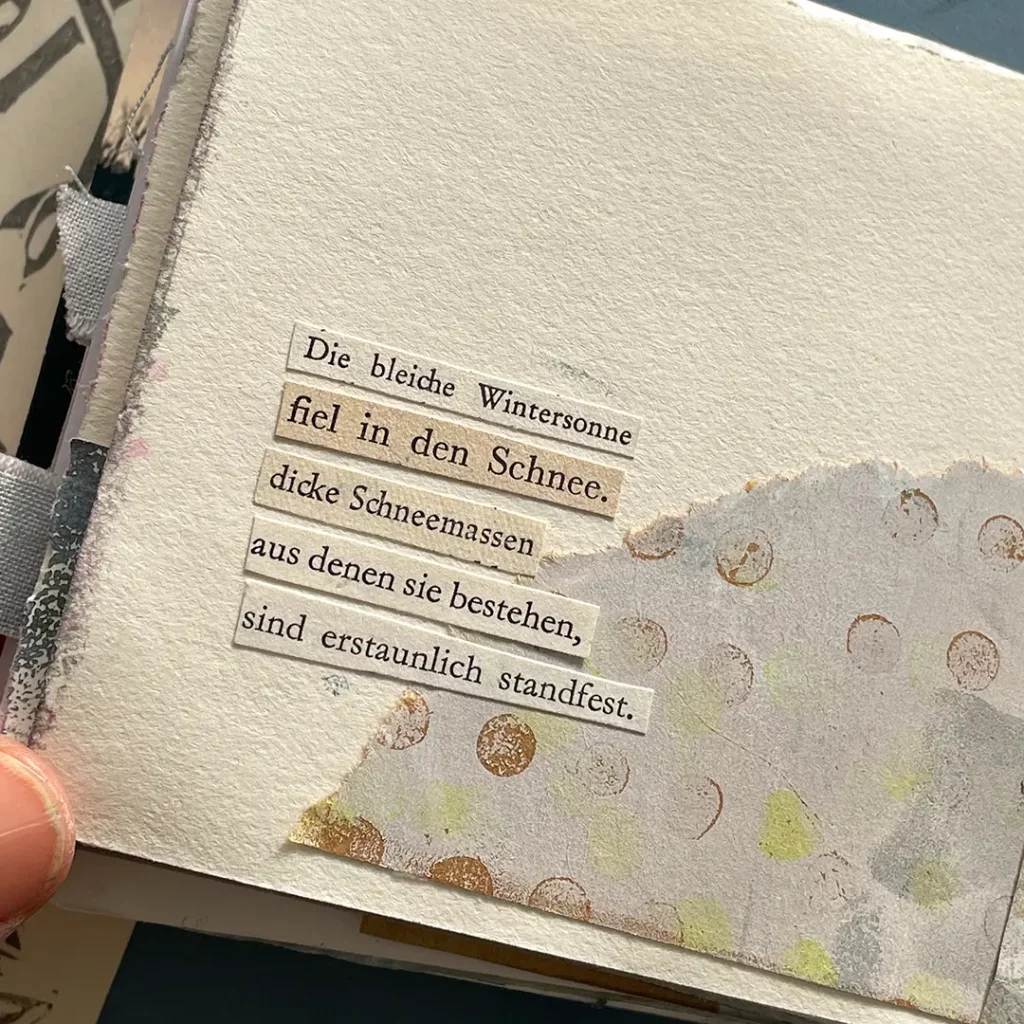 Die bleiche Wintersonne
fiel in den Schnee.
dicke Schneemassen
aus denen sie bestehen,
sind erstaunlich standfest.